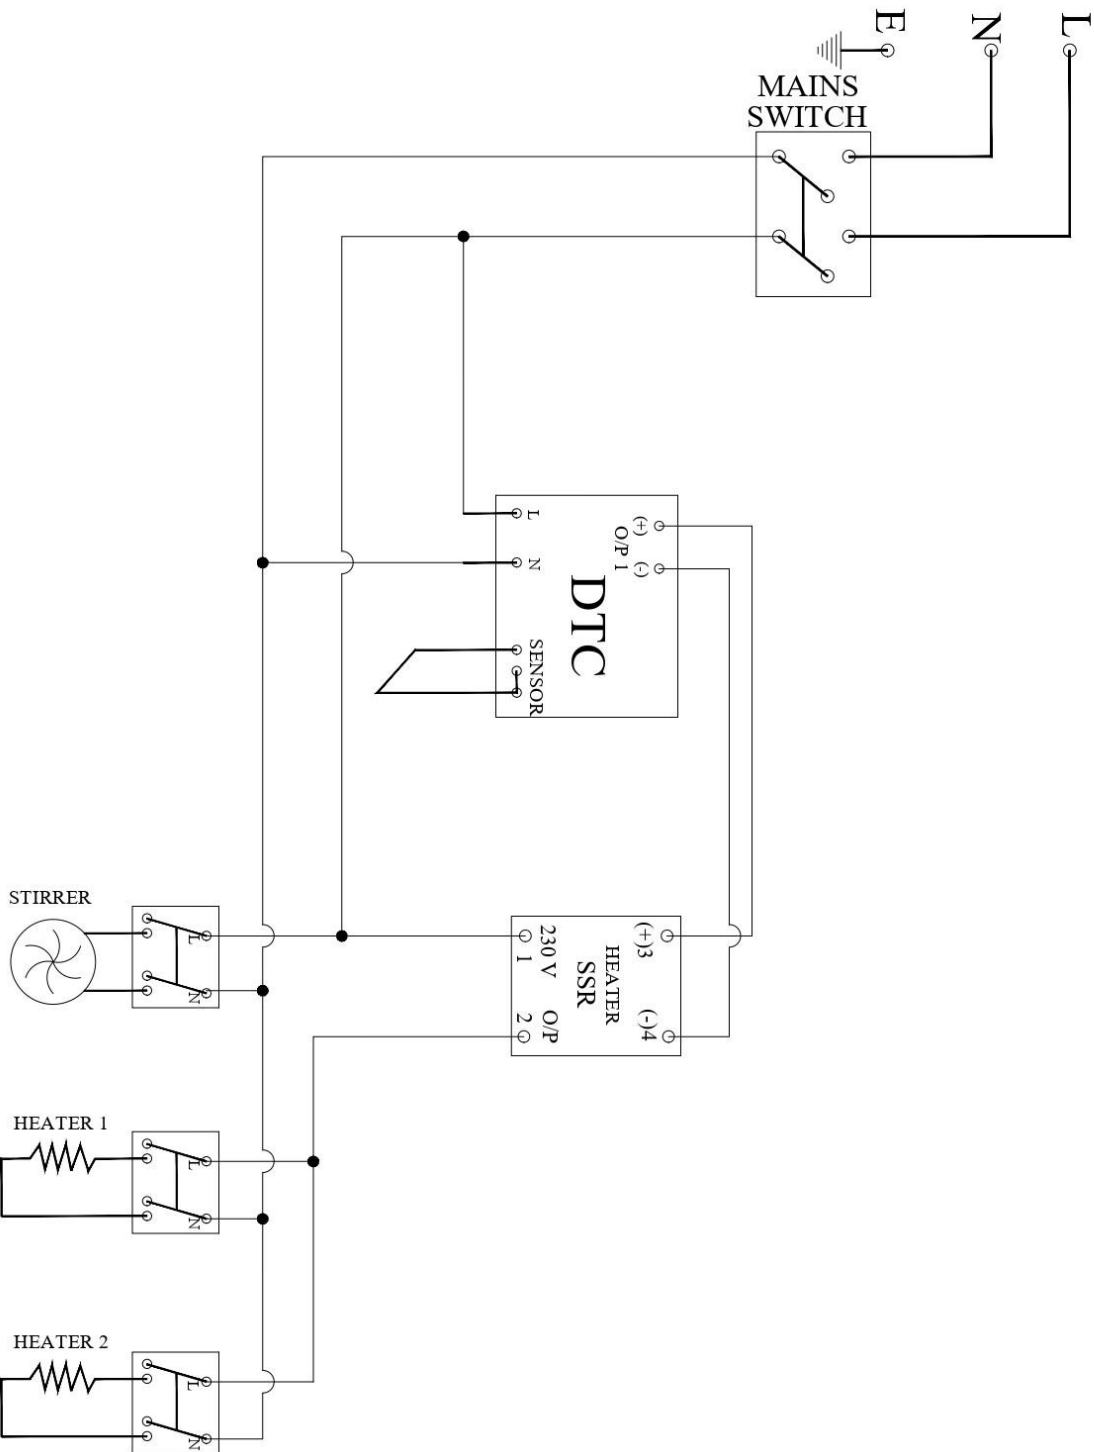 L
N
E
MAINS
SWITCH
L
N
SENSOR
(+)
(-)
O/P 1
DTC
(+)3
(-)4
HEATER
SSR
230 V
O/P
1
2
STIRRER
L
N
HEATER 1
L
N
HEATER 2
L
N